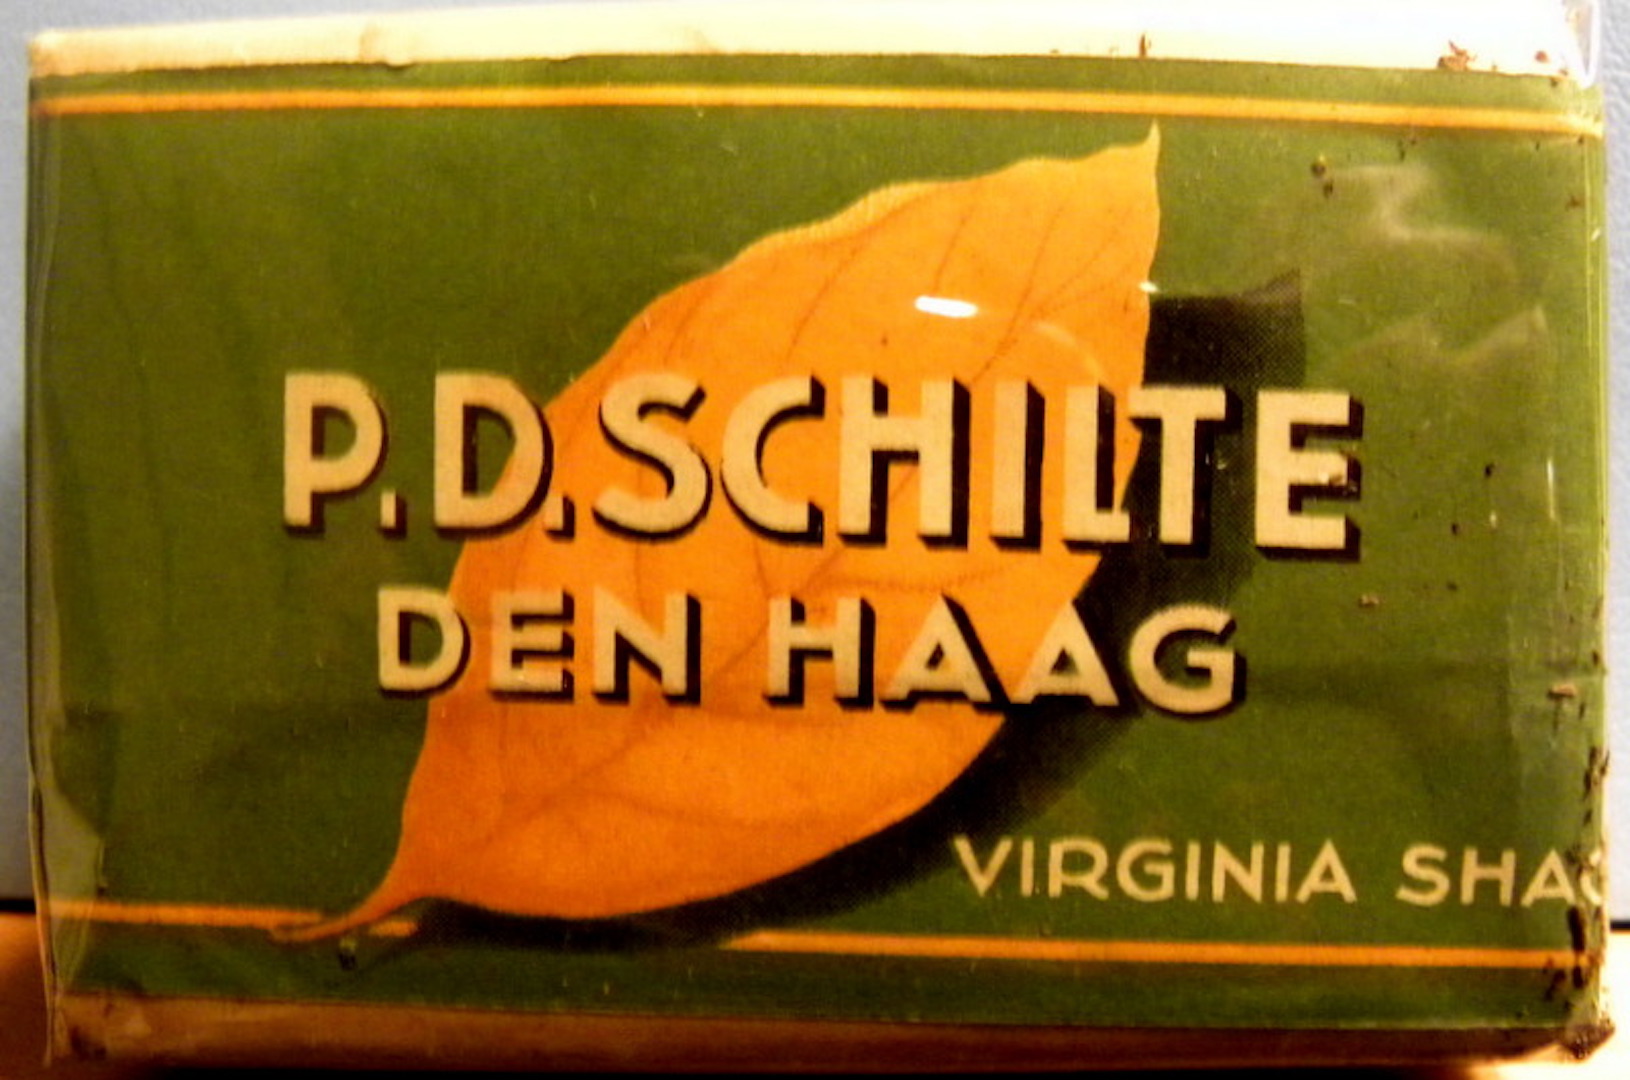 P.D. SCHILTE
DEN HAAG
VIRGINIA SHAG